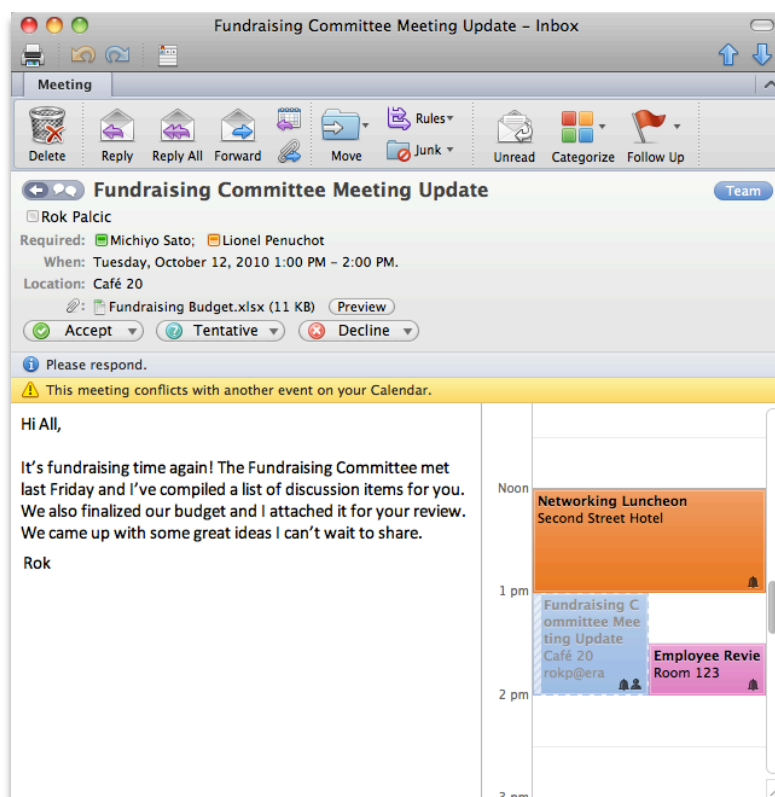 Fundraising Committee Meeting Update – Inbox
Meeting
Delete Reply Reply All Forward Move Rules Junk Unread Categorize Follow Up
Fundraising Committee Meeting Update Team
Rok Palcic
Required: Michiyo Sato; Lionel Penuchot
When: Tuesday, October 12, 2010 1:00 PM – 2:00 PM.
Location: Café 20
: Fundraising Budget.xlsx (11 KB) Preview
Accept Tentative Decline
Please respond.
This meeting conflicts with another event on your Calendar.
Hi All,
It's fundraising time again! The Fundraising Committee met
last Friday and I've compiled a list of discussion items for you.
We also finalized our budget and I attached it for your review.
We came up with some great ideas I can't wait to share.
Rok
Noon
Networking Luncheon
Second Street Hotel
1 pm
Fundraising C
ommittee Mee
ting Update
Café 20
rokp@era
Employee Revie
Room 123
2 pm
3 pm